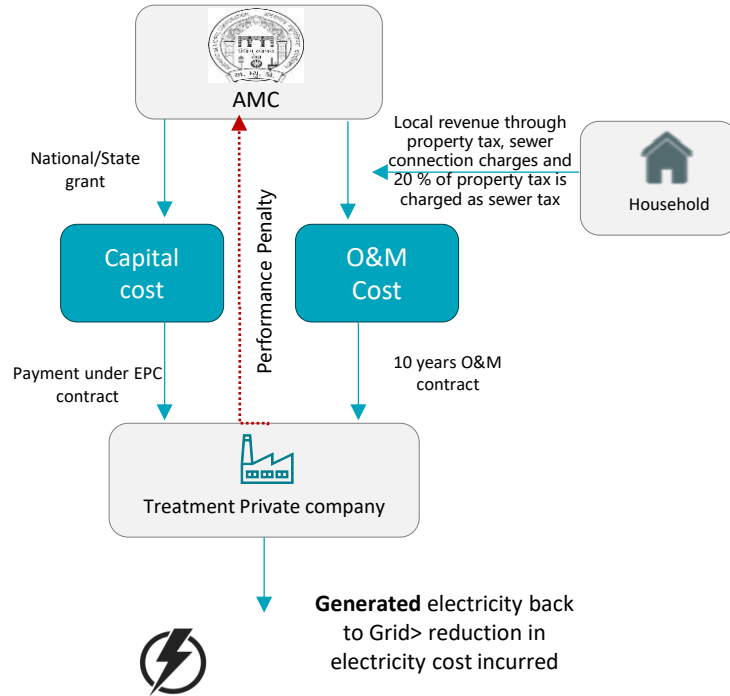 AMC
National/State
grant
Local revenue through
property tax, sewer
connection charges and
20 % of property tax is
charged as sewer tax
Household
Capital
cost
Performance Penalty
O&M
Cost
Payment under EPC
contract
10 years O&M
contract
Treatment Private company
Generated electricity back
to Grid> reduction in
electricity cost incurred